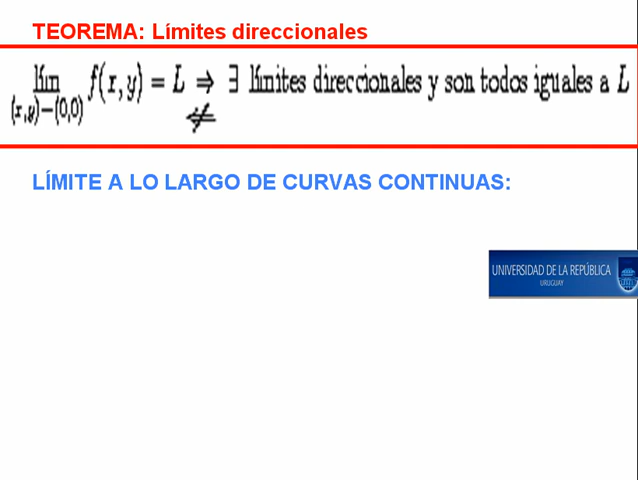 TEOREMA: Límites direccionales
lím f(x,y) = L ⇒ ∃ límites direccionales y son todos iguales a L
(x,y)→(0,0) ⇍
LÍMITE A LO LARGO DE CURVAS CONTINUAS:
UNIVERSIDAD DE LA REPÚBLICA
URUGUAY